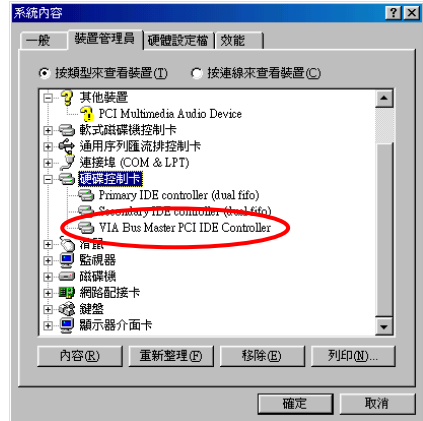 系統內容
一般 裝置管理員 硬體設定檔 效能
按類型來查看裝置(T) 按連線來查看裝置(C)
其他裝置
PCI Multimedia Audio Device
軟式磁碟機控制卡
通用序列匯流排控制卡
連接埠 (COM & LPT)
硬碟控制卡
Primary IDE controller (dual fifo)
Secondary IDE controller (dual fifo)
VIA Bus Master PCI IDE Controller
滑鼠
監視器
磁碟機
網路配接卡
鍵盤
顯示器介面卡
內容(R) 重新整理(F) 移除(E) 列印(N)...
確定 取消